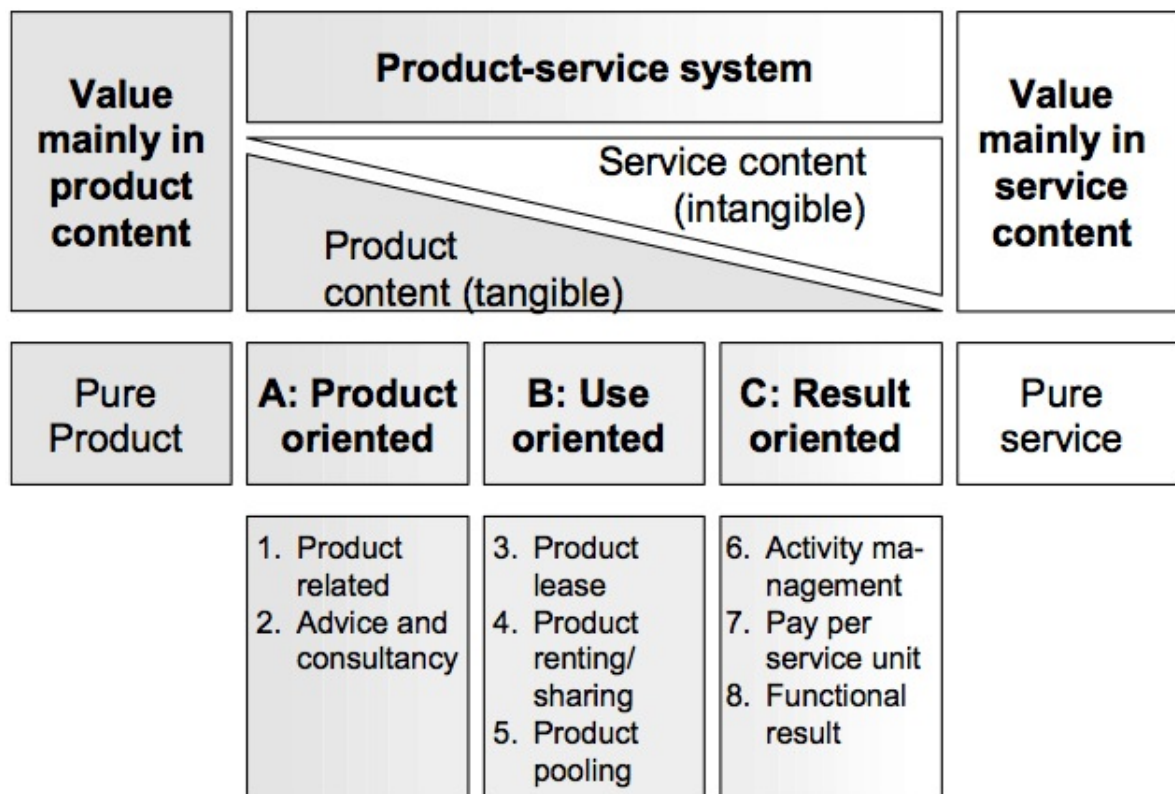 Value
mainly in
product
content
Product-service system
Service content
(intangible)
Product
content (tangible)
Value
mainly in
service
content
Pure
Product
A: Product
oriented
B: Use
oriented
C: Result
oriented
Pure
service
1. Product
related
2. Advice and
consultancy
3. Product
lease
4. Product
renting/
sharing
5. Product
pooling
6. Activity ma-
nagement
7. Pay per
service unit
8. Functional
result